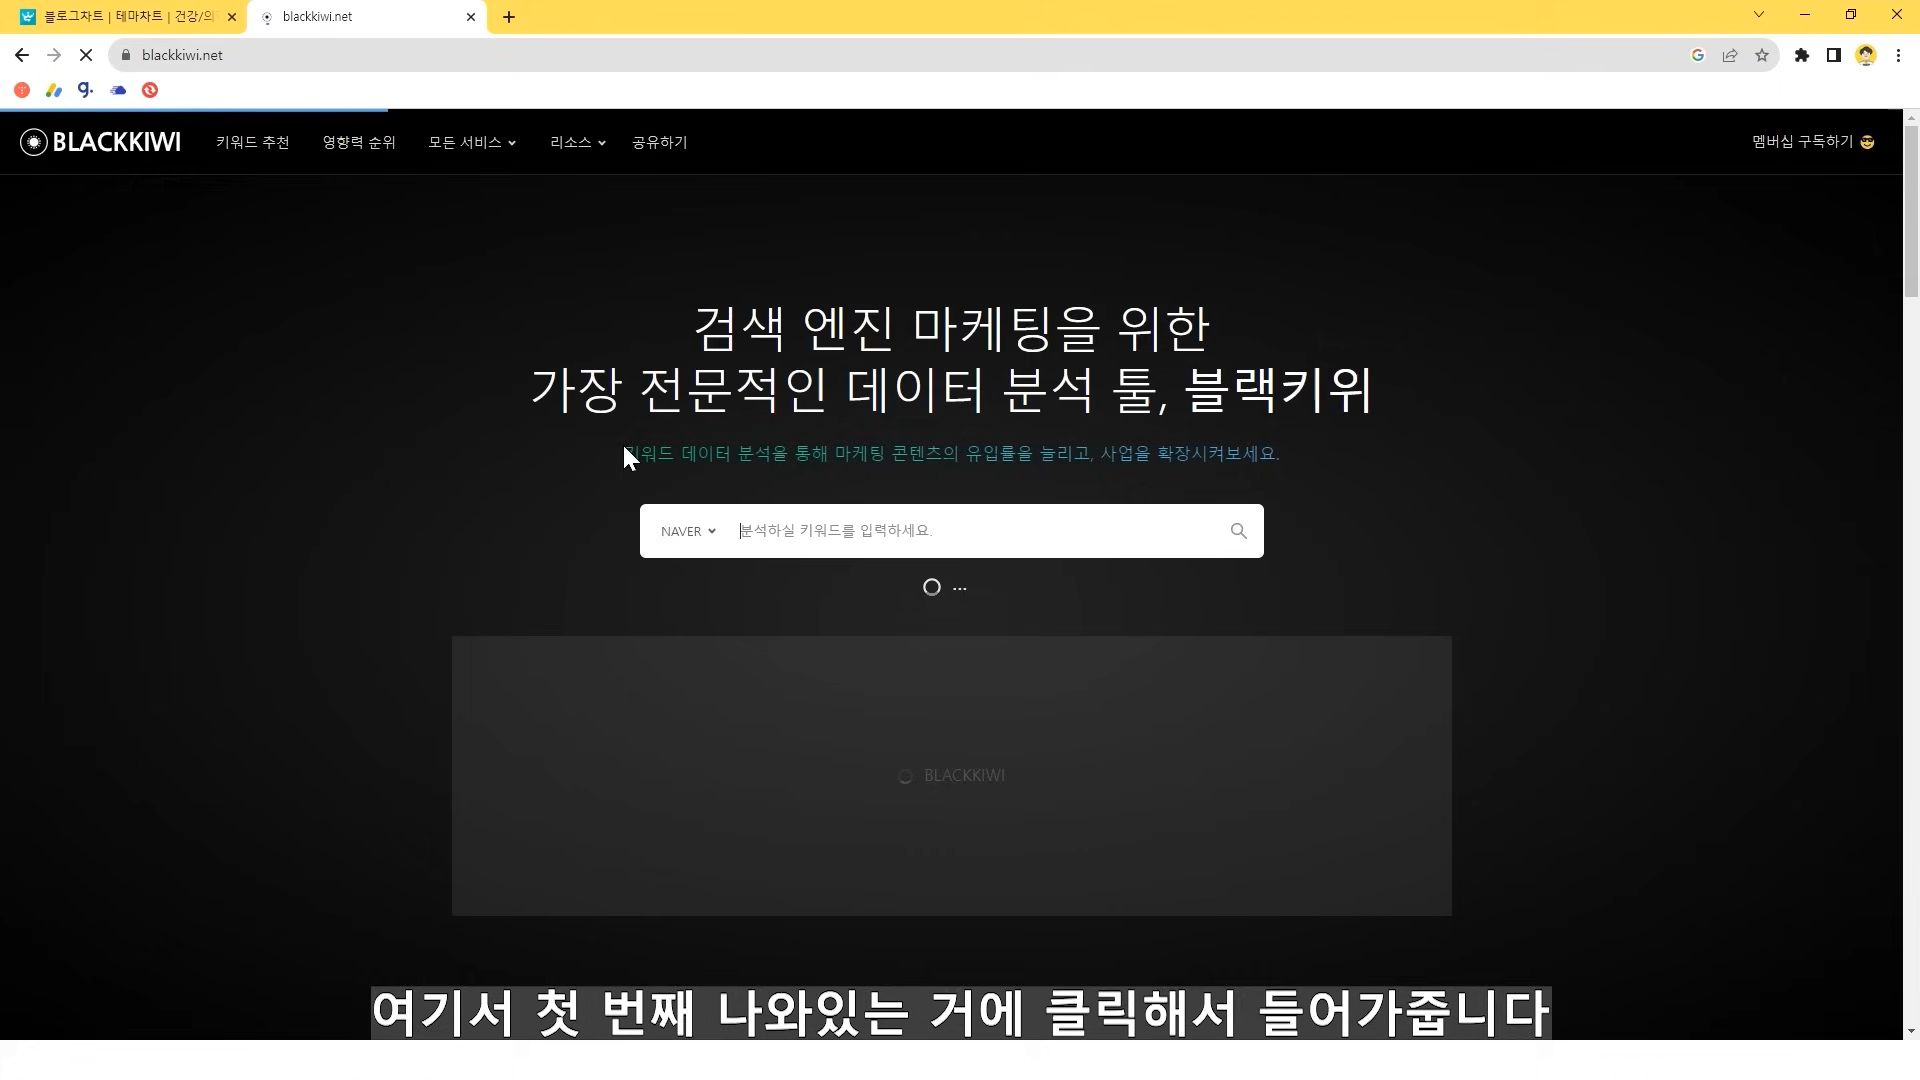 블로그차트 | 테마차트 | 건강/의
blackkiwi.net
blackkiwi.net
BLACKKIWI
키워드 추천
영향력 순위
모든 서비스
리소스
공유하기
멤버십 구독하기
검색 엔진 마케팅을 위한
가장 전문적인 데이터 분석 툴, 블랙키위
키워드 데이터 분석을 통해 마케팅 콘텐츠의 유입률을 늘리고, 사업을 확장시켜보세요.
NAVER
분석하실 키워드를 입력하세요.
...
BLACKKIWI
여기서 첫 번째 나와있는 거에 클릭해서 들어가줍니다